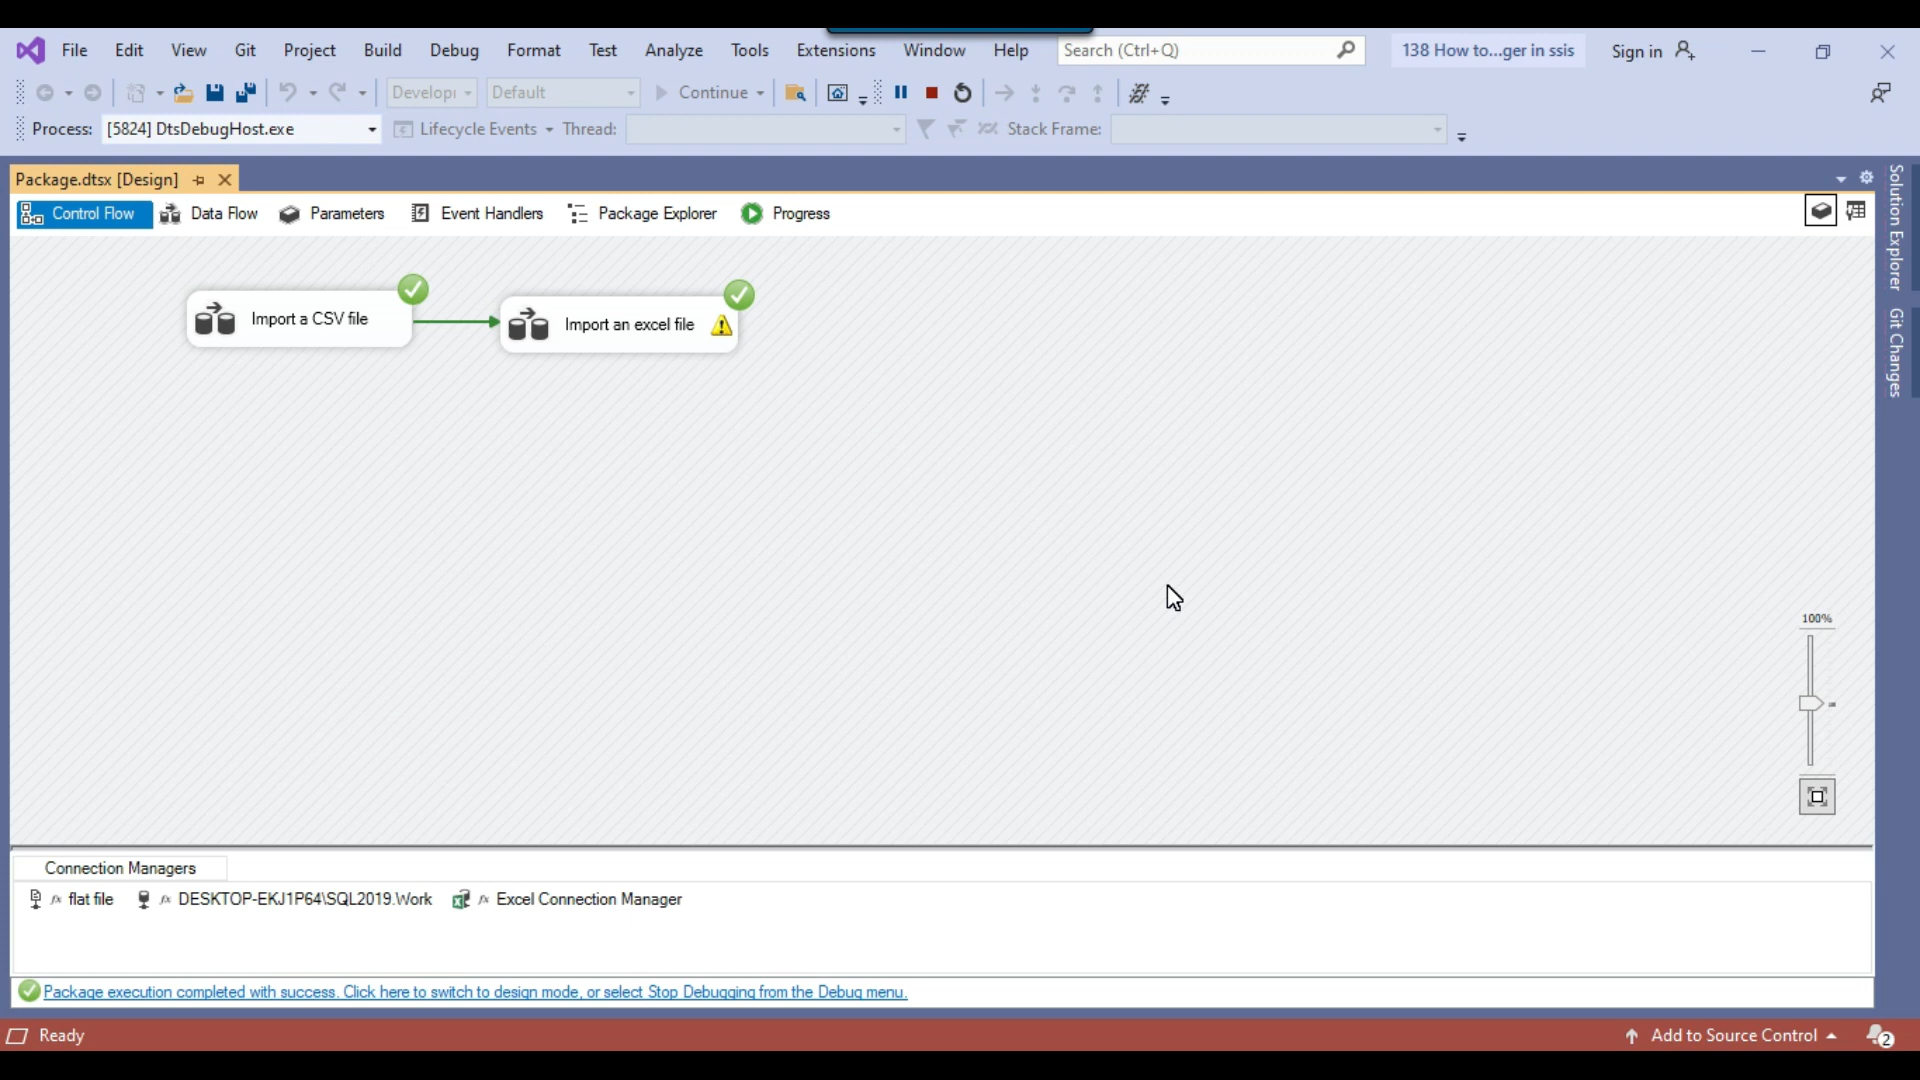 File Edit View Git Project Build Debug Format Test Analyze Tools Extensions Window Help Search (Ctrl+Q) 138 How to...ger in ssis Sign in
Developi Default Continue
Process: [5824] DtsDebugHost.exe Lifecycle Events Thread: Stack Frame:
Package.dtsx [Design]
Control Flow Data Flow Parameters Event Handlers Package Explorer Progress
Solution Explorer
Git Changes
Import a CSV file
Import an excel file
100%
Connection Managers
fx flat file fx DESKTOP-EKJ1P64\SQL2019.Work fx Excel Connection Manager
Package execution completed with success. Click here to switch to design mode, or select Stop Debugging from the Debug menu.
Ready Add to Source Control 2